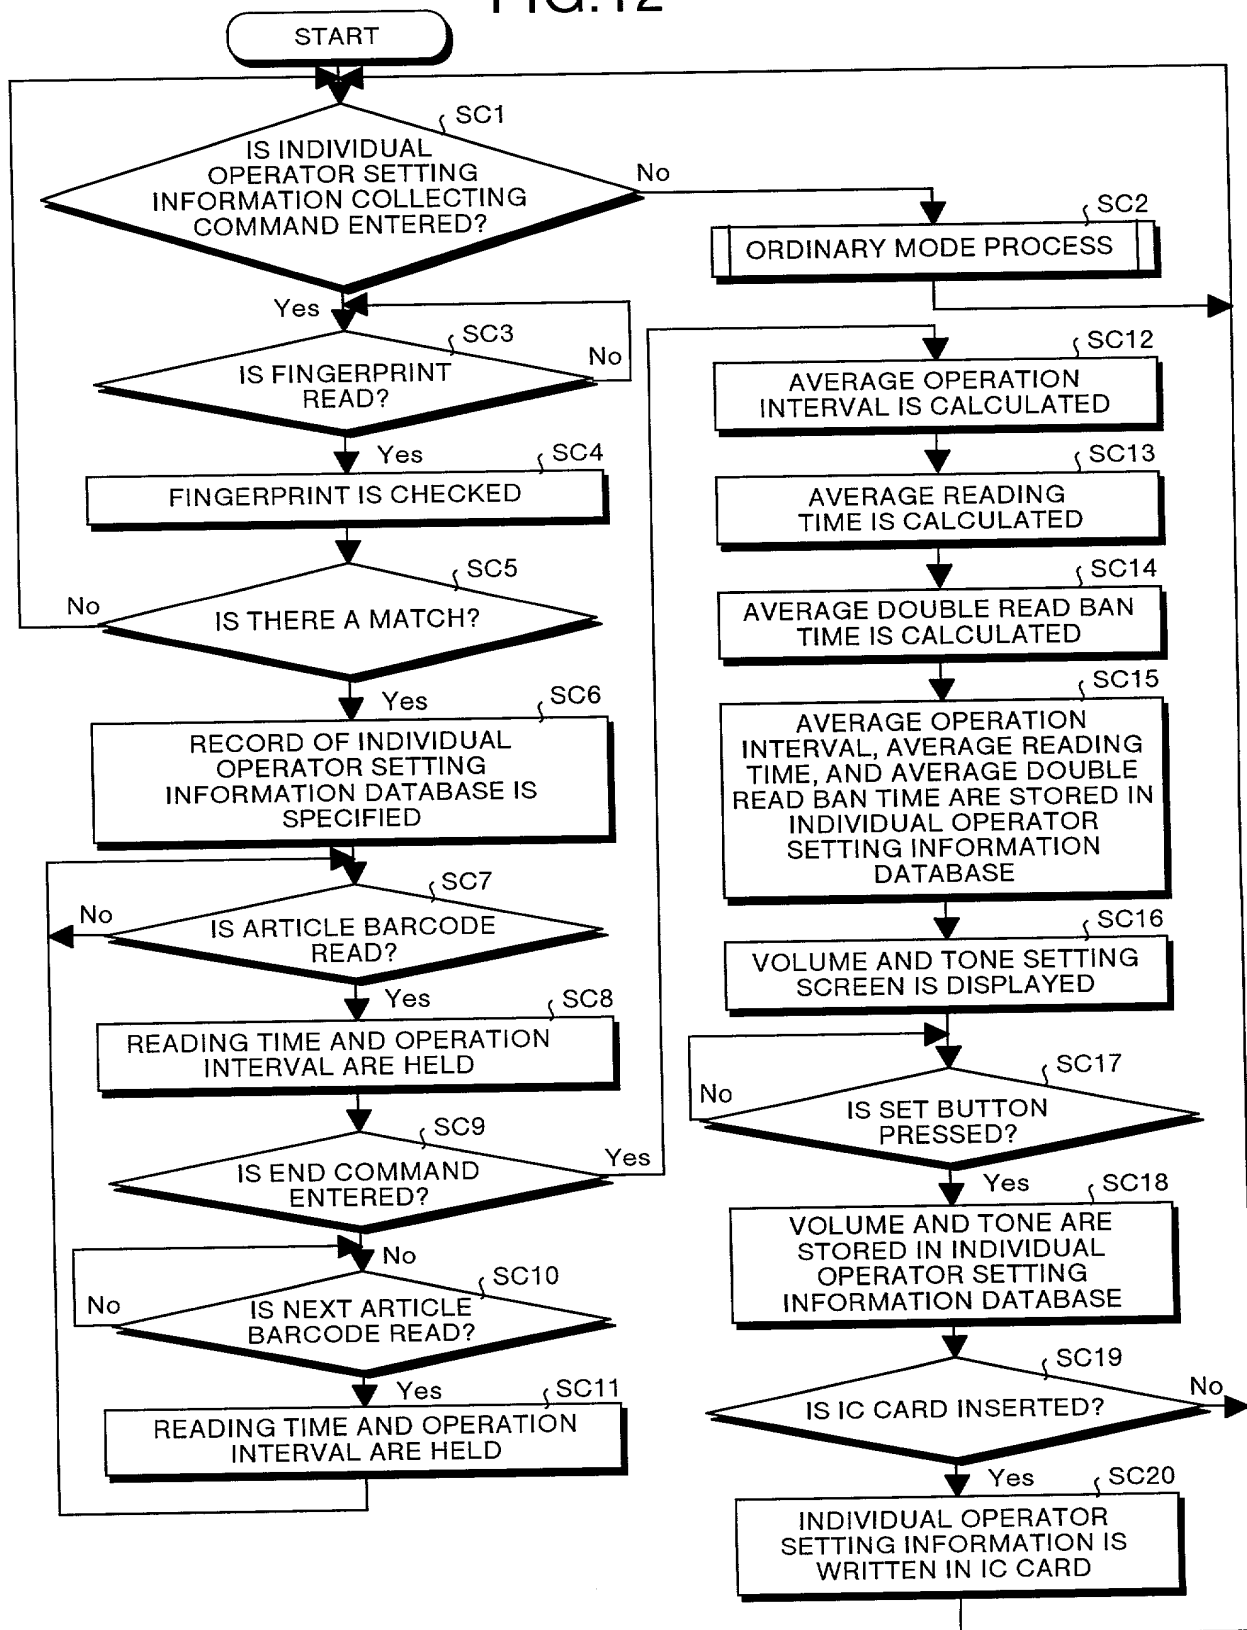 FIG.12
START
SC1
IS INDIVIDUAL
OPERATOR SETTING
INFORMATION COLLECTING
COMMAND ENTERED?
No
Yes
SC2
ORDINARY MODE PROCESS
SC3
IS FINGERPRINT
READ?
No
Yes
SC4
FINGERPRINT IS CHECKED
SC5
IS THERE A MATCH?
No
Yes
SC6
RECORD OF INDIVIDUAL
OPERATOR SETTING
INFORMATION DATABASE IS
SPECIFIED
SC7
IS ARTICLE BARCODE
READ?
No
Yes
SC8
READING TIME AND OPERATION
INTERVAL ARE HELD
SC9
IS END COMMAND
ENTERED?
Yes
No
SC10
IS NEXT ARTICLE
BARCODE READ?
No
Yes
SC11
READING TIME AND OPERATION
INTERVAL ARE HELD
SC12
AVERAGE OPERATION
INTERVAL IS CALCULATED
SC13
AVERAGE READING
TIME IS CALCULATED
SC14
AVERAGE DOUBLE READ BAN
TIME IS CALCULATED
SC15
AVERAGE OPERATION
INTERVAL, AVERAGE READING
TIME, AND AVERAGE DOUBLE
READ BAN TIME ARE STORED IN
INDIVIDUAL OPERATOR
SETTING INFORMATION
DATABASE
SC16
VOLUME AND TONE SETTING
SCREEN IS DISPLAYED
SC17
IS SET BUTTON
PRESSED?
No
Yes
SC18
VOLUME AND TONE ARE
STORED IN INDIVIDUAL
OPERATOR SETTING
INFORMATION DATABASE
SC19
IS IC CARD INSERTED?
No
Yes
SC20
INDIVIDUAL OPERATOR
SETTING INFORMATION IS
WRITTEN IN IC CARD